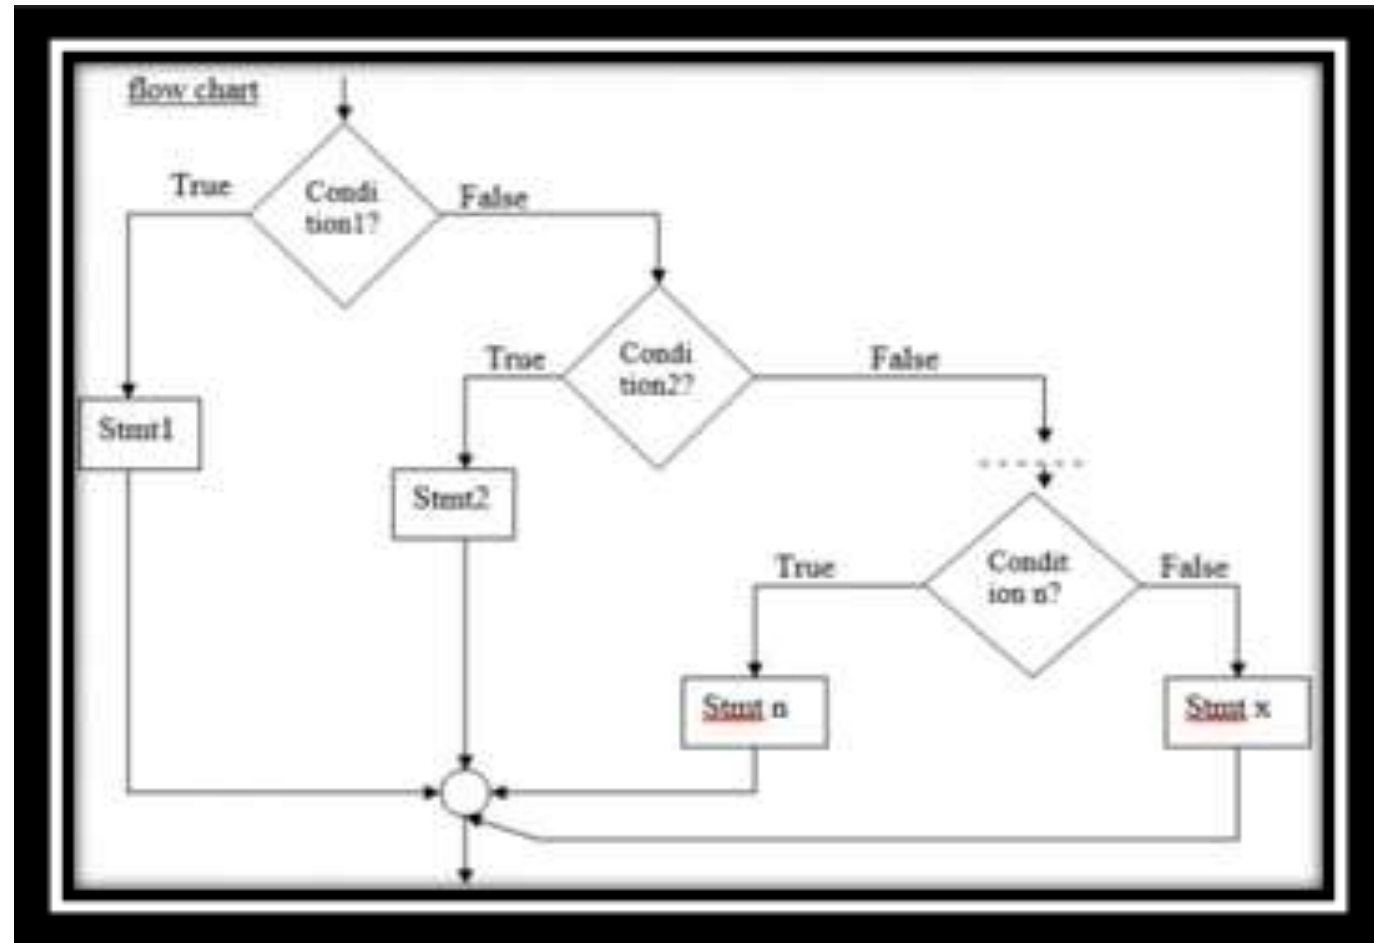 flow chart
True
Condi
tion1?
False
True
Condi
tion2?
False
Stmt1
Stmt2
True
Condit
ion n?
False
Stmt n
Stmt x